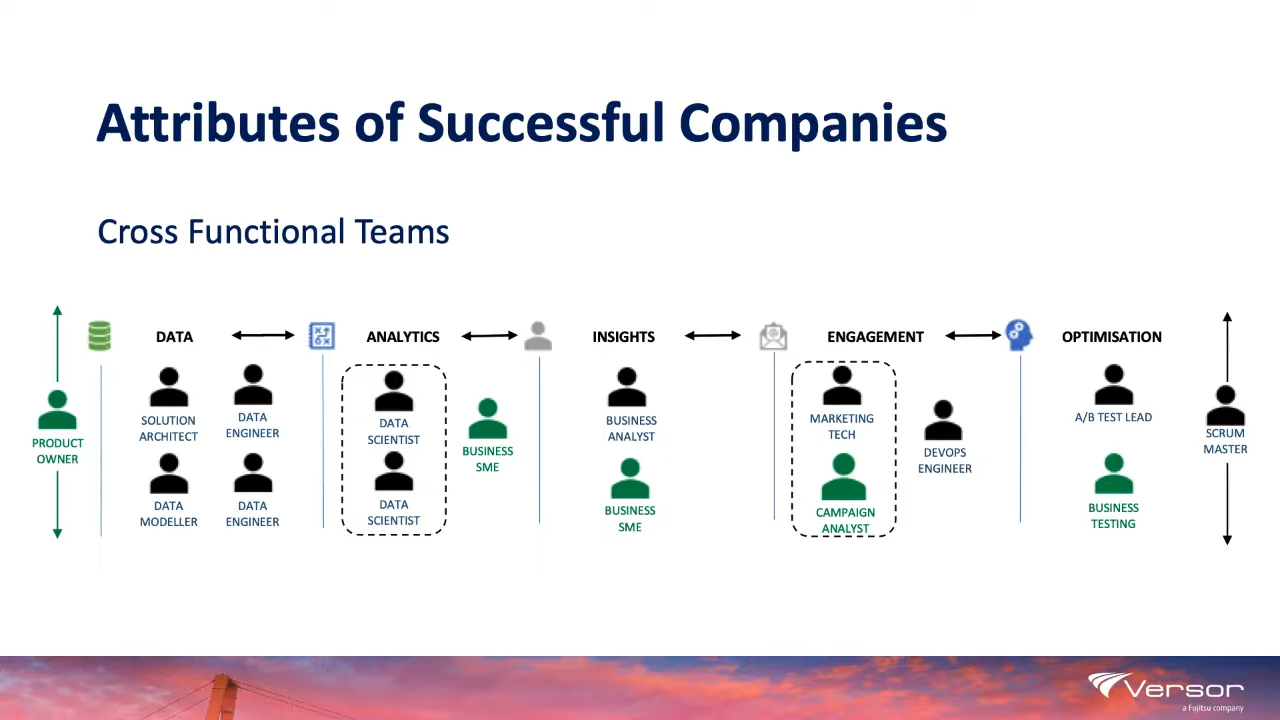 Attributes of Successful Companies
Cross Functional Teams
DATA
ANALYTICS
INSIGHTS
ENGAGEMENT
OPTIMISATION
PRODUCT
OWNER
SOLUTION
ARCHITECT
DATA
ENGINEER
DATA
MODELLER
DATA
ENGINEER
DATA
SCIENTIST
DATA
SCIENTIST
BUSINESS
SME
BUSINESS
ANALYST
BUSINESS
SME
MARKETING
TECH
CAMPAIGN
ANALYST
DEVOPS
ENGINEER
A/B TEST LEAD
BUSINESS
TESTING
SCRUM
MASTER
Versor
a Fujitsu company